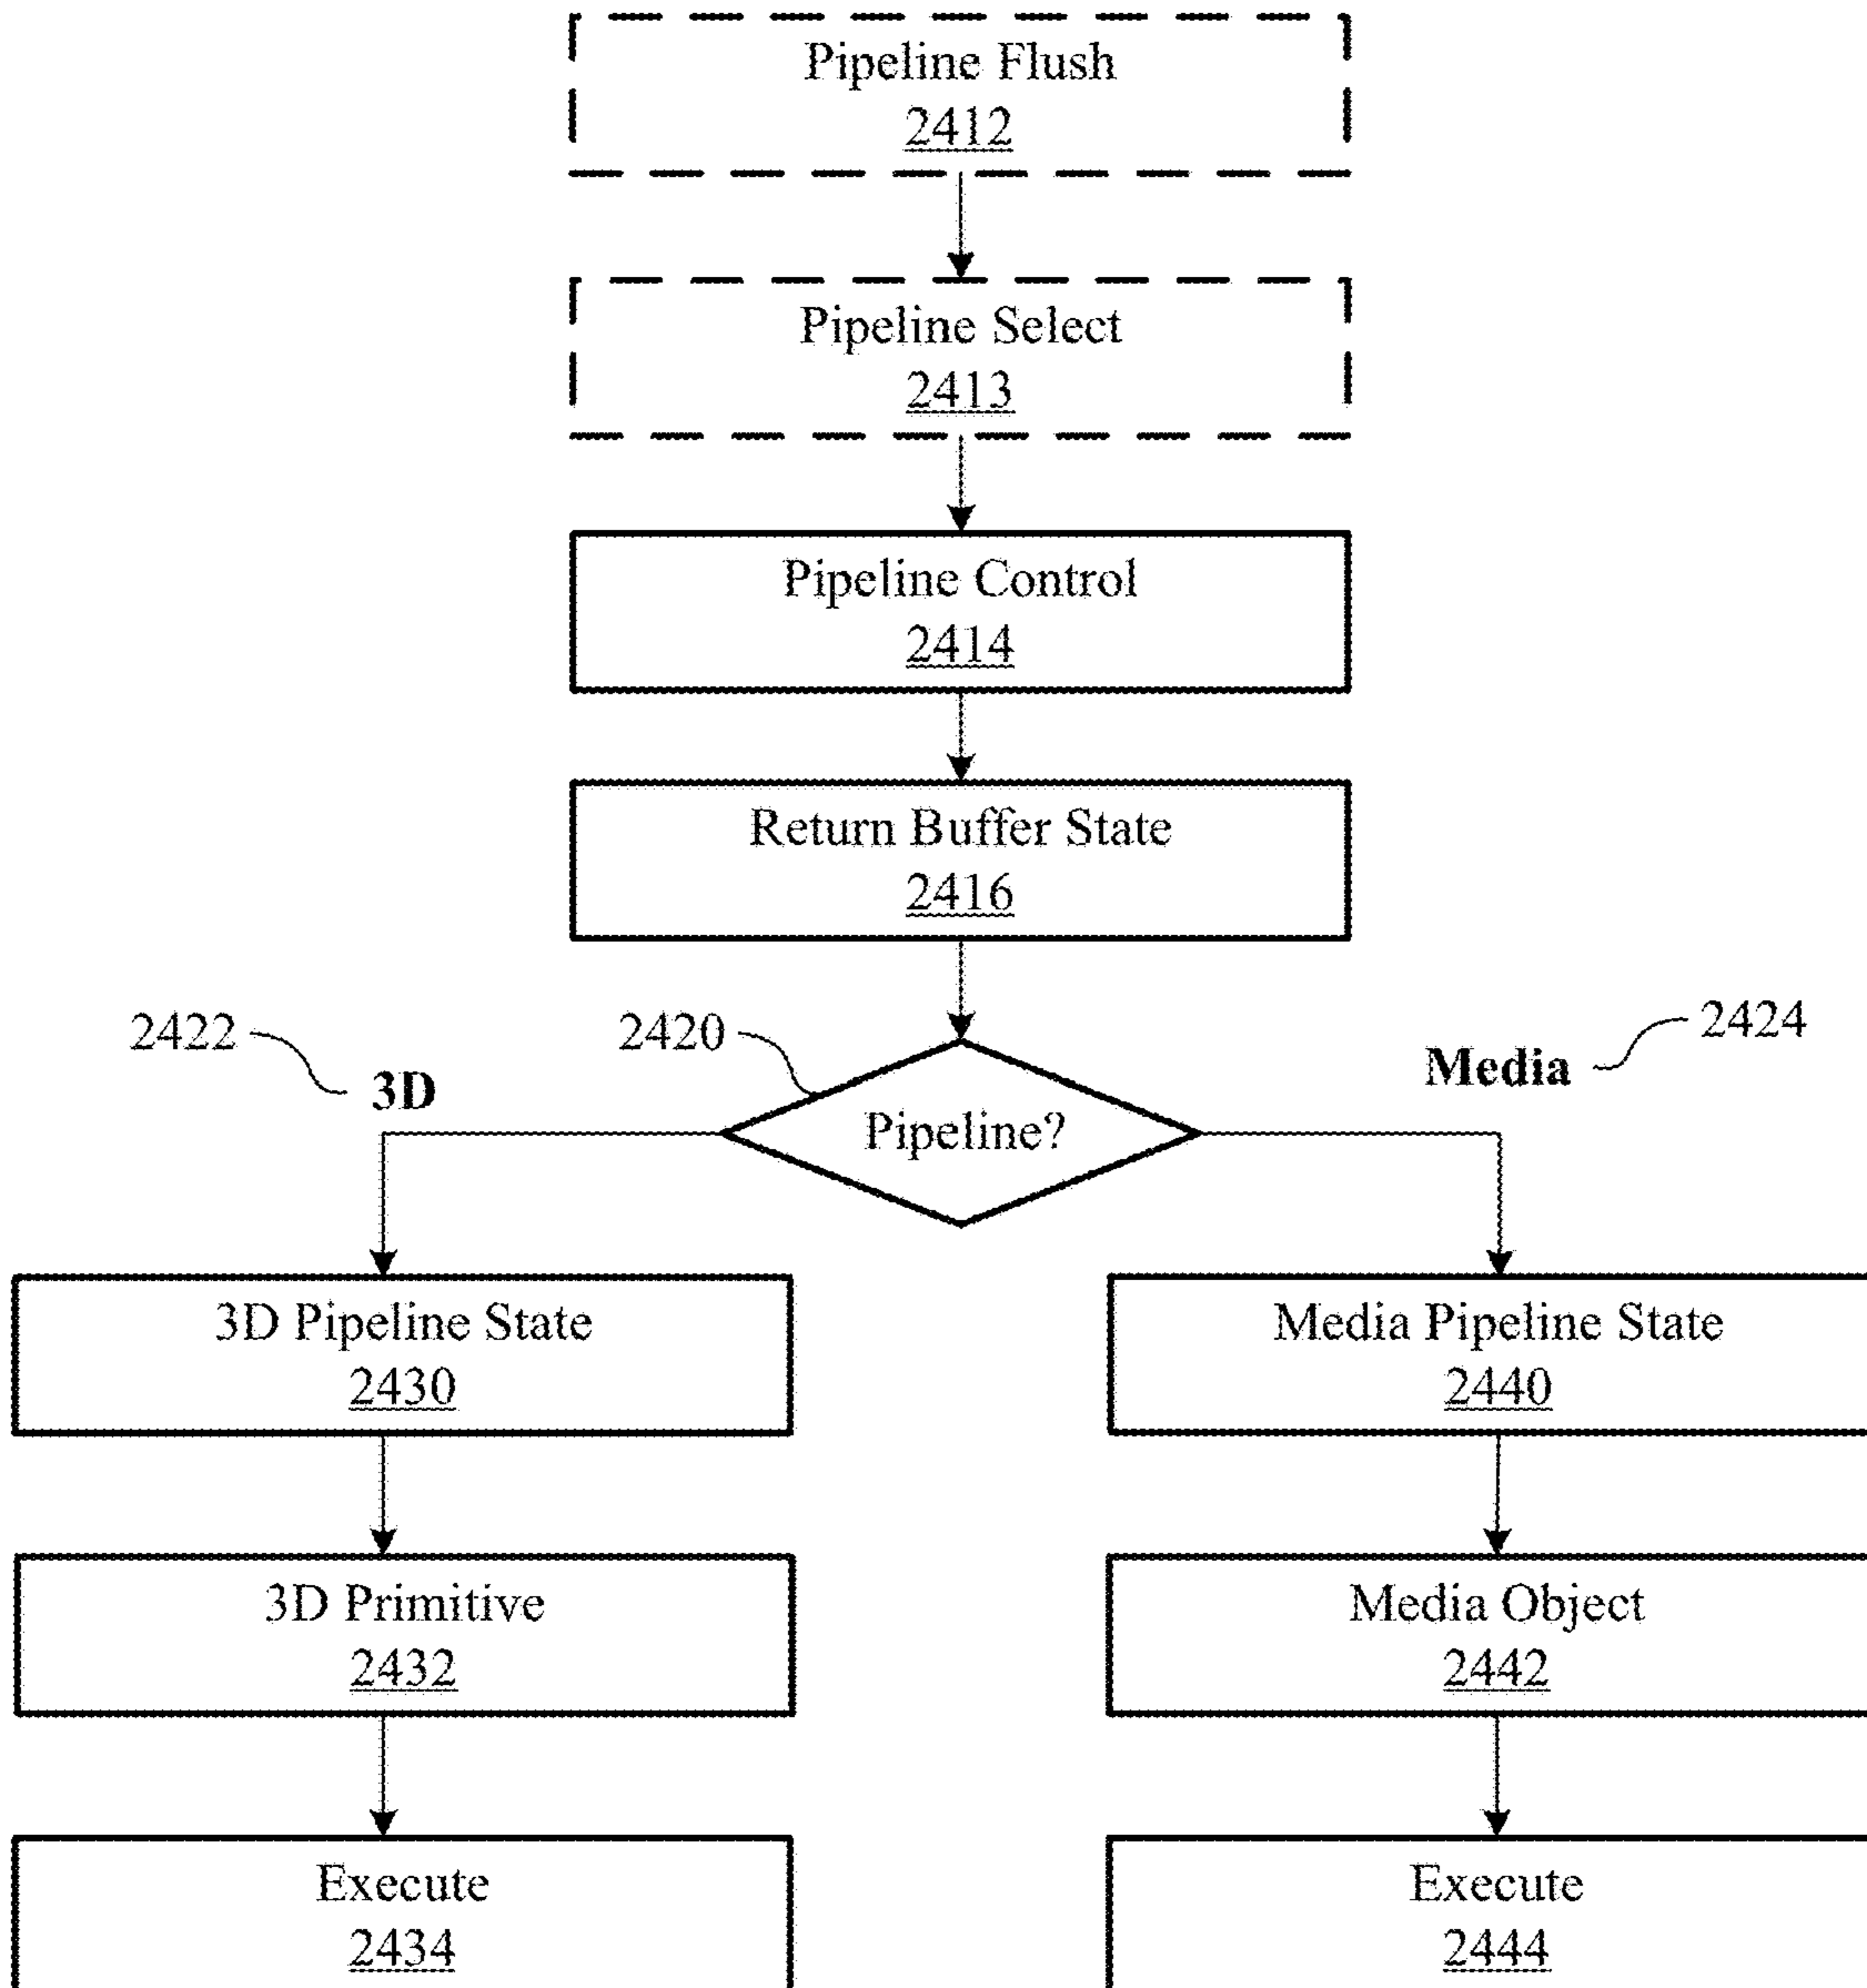 Pipeline Flush
2412
Pipeline Select
2413
Pipeline Control
2414
Return Buffer State
2416
2422
3D
2420
Pipeline?
Media
2424
3D Pipeline State
2430
Media Pipeline State
2440
3D Primitive
2432
Media Object
2442
Execute
2434
Execute
2444